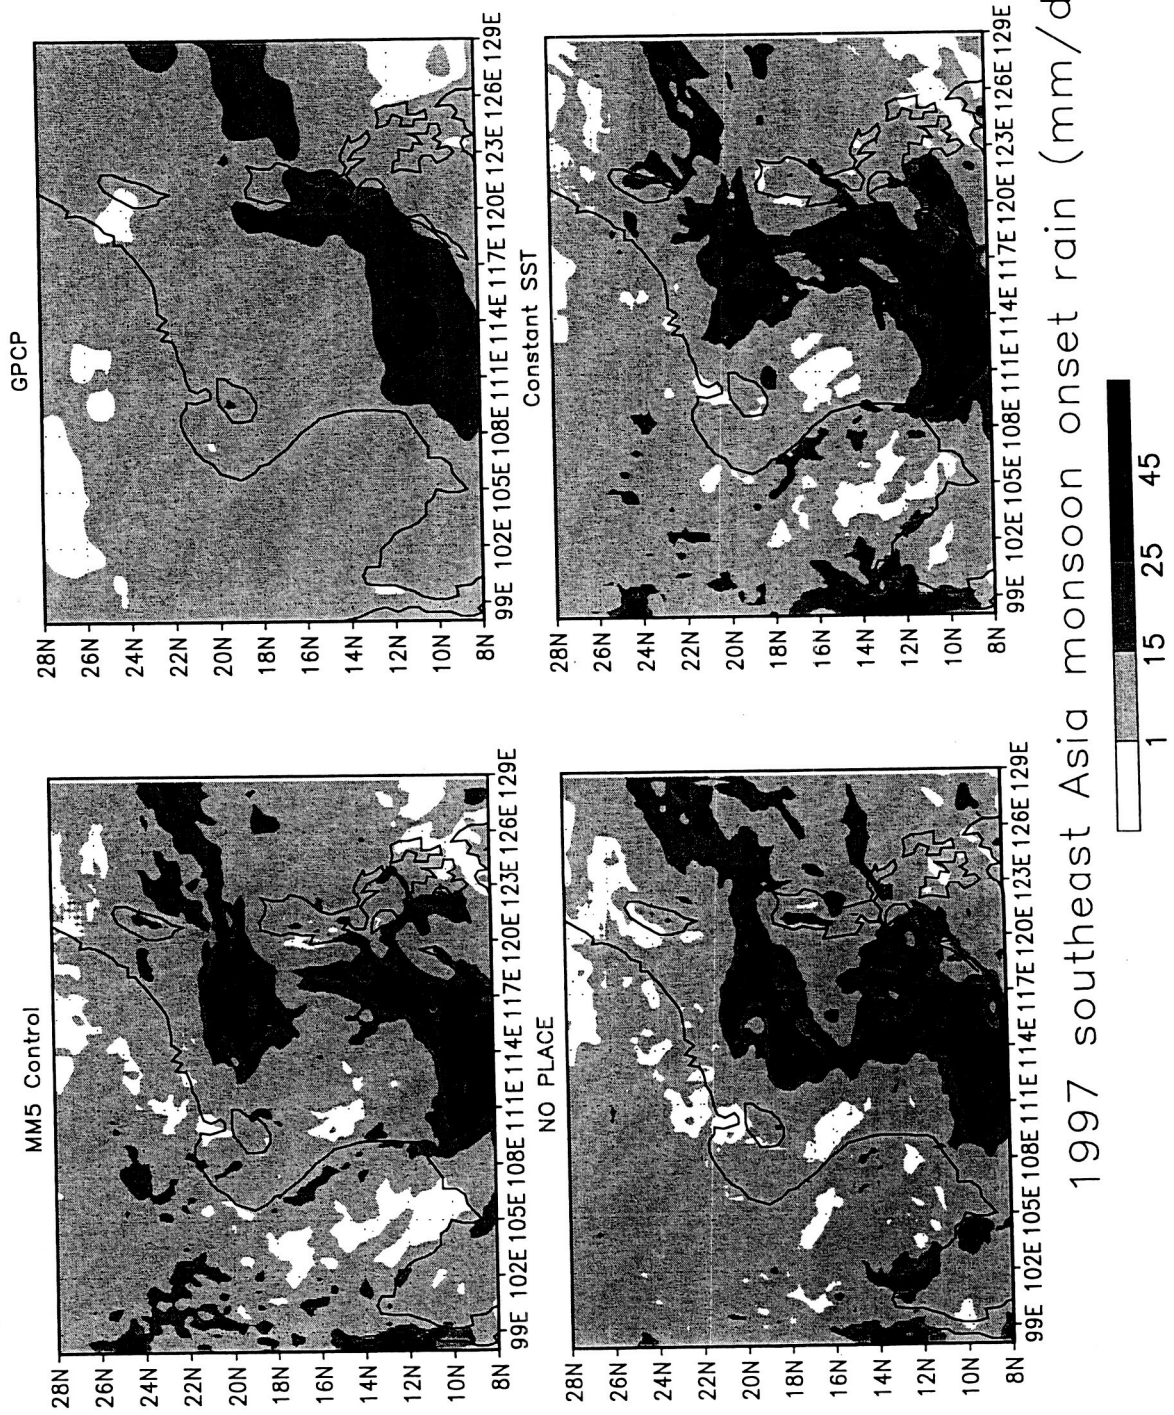 MM5 Control
28N
26N
24N
22N
20N
18N
16N
14N
12N
10N
8N
99E 102E 105E 108E 111E 114E 117E 120E 123E 126E 129E
GPCP
28N
26N
24N
22N
20N
18N
16N
14N
12N
10N
8N
99E 102E 105E 108E 111E 114E 117E 120E 123E 126E 129E
NO PLACE
28N
26N
24N
22N
20N
18N
16N
14N
12N
10N
8N
99E 102E 105E 108E 111E 114E 117E 120E 123E 126E 129E
Constant SST
28N
26N
24N
22N
20N
18N
16N
14N
12N
10N
8N
99E 102E 105E 108E 111E 114E 117E 120E 123E 126E 129E
1997 southeast Asia monsoon onset rain (mm/d
1 15 25 45